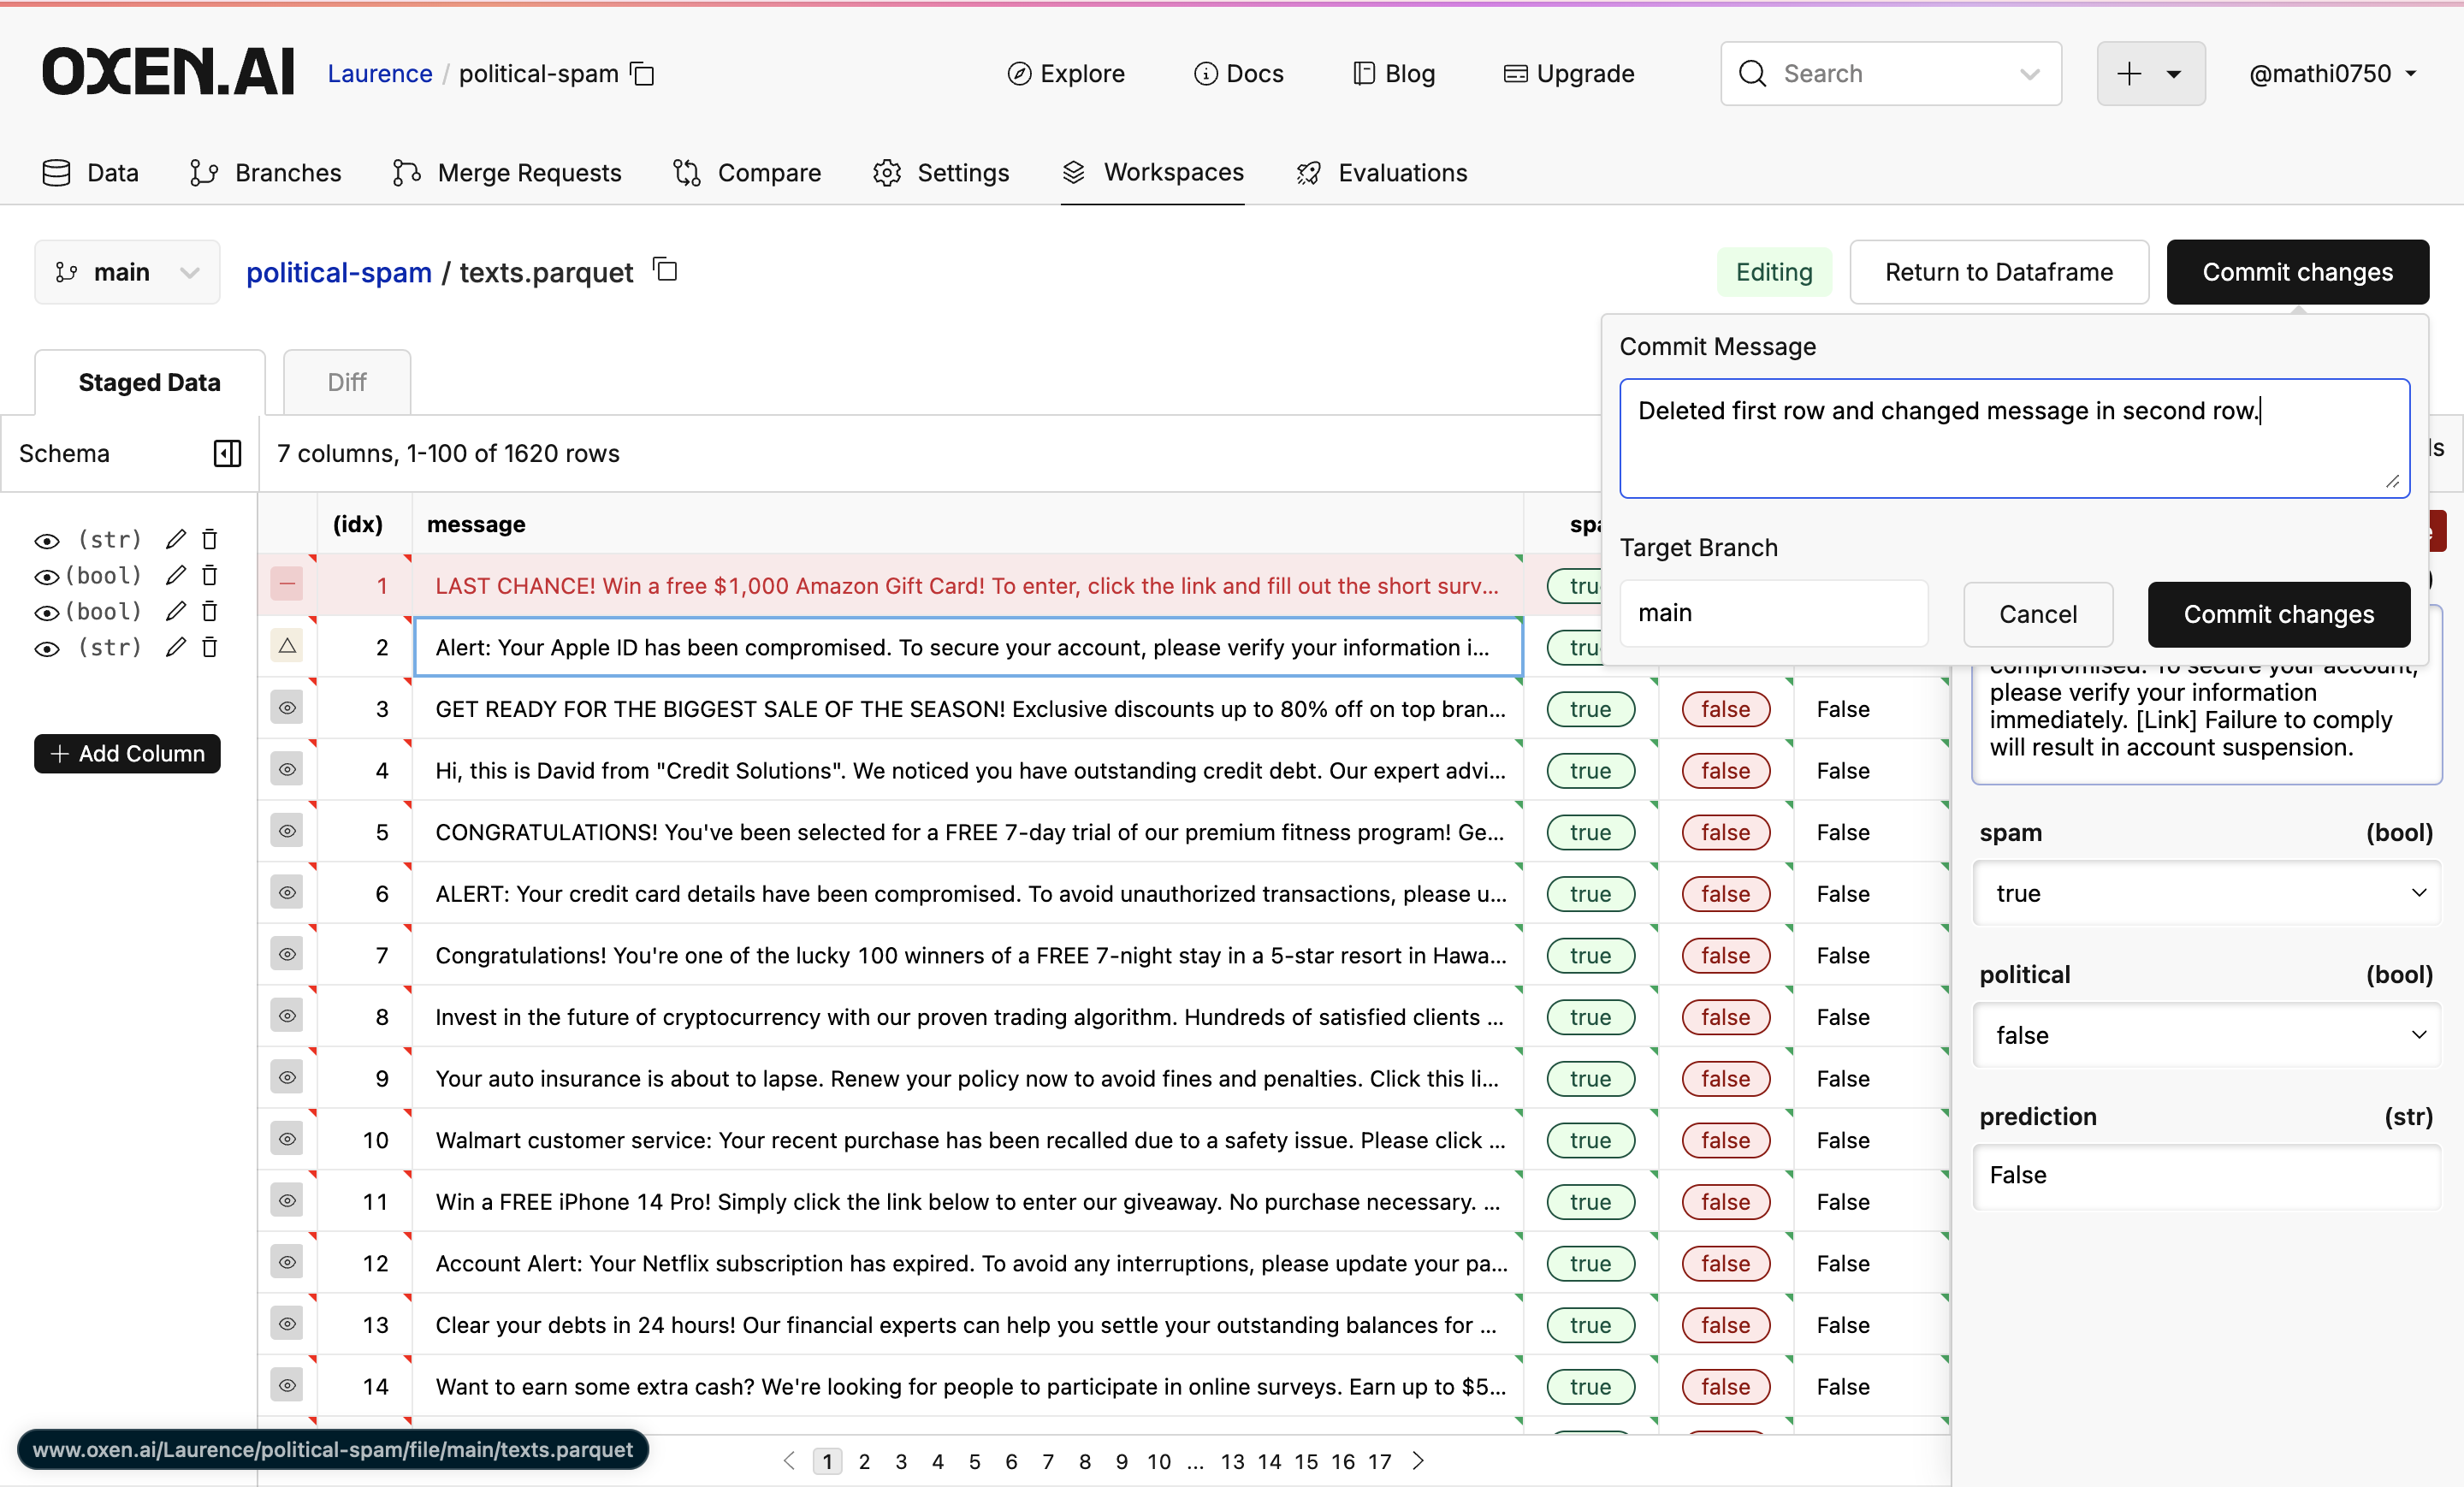 OXEN.AI Laurence / political-spam Explore Docs Blog Upgrade Search @mathi0750
Data Branches Merge Requests Compare Settings Workspaces Evaluations
main political-spam / texts.parquet Editing Return to Dataframe Commit changes
Commit Message
Staged Data Diff
Deleted first row and changed message in second row.
Schema 7 columns, 1-100 of 1620 rows
(idx) message
Target Branch
(str)
(bool)
(bool)
(str)
Add Column
1 LAST CHANCE! Win a free $1,000 Amazon Gift Card! To enter, click the link and fill out the short surv...
main Cancel Commit changes
2 Alert: Your Apple ID has been compromised. To secure your account, please verify your information i...
compromised. To secure your account,
please verify your information
immediately. [Link] Failure to comply
will result in account suspension.
3 GET READY FOR THE BIGGEST SALE OF THE SEASON! Exclusive discounts up to 80% off on top bran... true false False
4 Hi, this is David from "Credit Solutions". We noticed you have outstanding credit debt. Our expert advi... true false False
5 CONGRATULATIONS! You've been selected for a FREE 7-day trial of our premium fitness program! Ge... true false False
6 ALERT: Your credit card details have been compromised. To avoid unauthorized transactions, please u... true false False
7 Congratulations! You're one of the lucky 100 winners of a FREE 7-night stay in a 5-star resort in Hawa... true false False
8 Invest in the future of cryptocurrency with our proven trading algorithm. Hundreds of satisfied clients ... true false False
9 Your auto insurance is about to lapse. Renew your policy now to avoid fines and penalties. Click this li... true false False
10 Walmart customer service: Your recent purchase has been recalled due to a safety issue. Please click ... true false False
11 Win a FREE iPhone 14 Pro! Simply click the link below to enter our giveaway. No purchase necessary. ... true false False
12 Account Alert: Your Netflix subscription has expired. To avoid any interruptions, please update your pa... true false False
13 Clear your debts in 24 hours! Our financial experts can help you settle your outstanding balances for ... true false False
14 Want to earn some extra cash? We're looking for people to participate in online surveys. Earn up to $5... true false False
spam (bool)
true
political (bool)
false
prediction (str)
False
www.oxen.ai/Laurence/political-spam/file/main/texts.parquet
1 2 3 4 5 6 7 8 9 10 ... 13 14 15 16 17